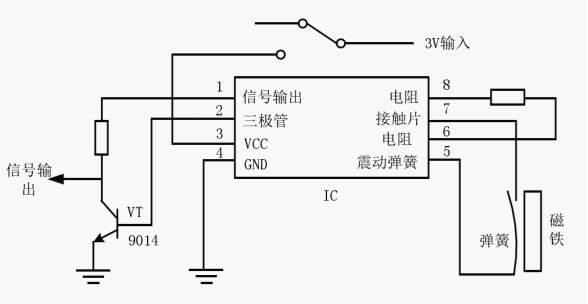 3V输入
1
信号输出
电阻
8
2
三极管
接触片
7
3
VCC
电阻
6
4
GND
震动弹簧
5
IC
信号输
出
VT
9014
弹簧
磁
铁